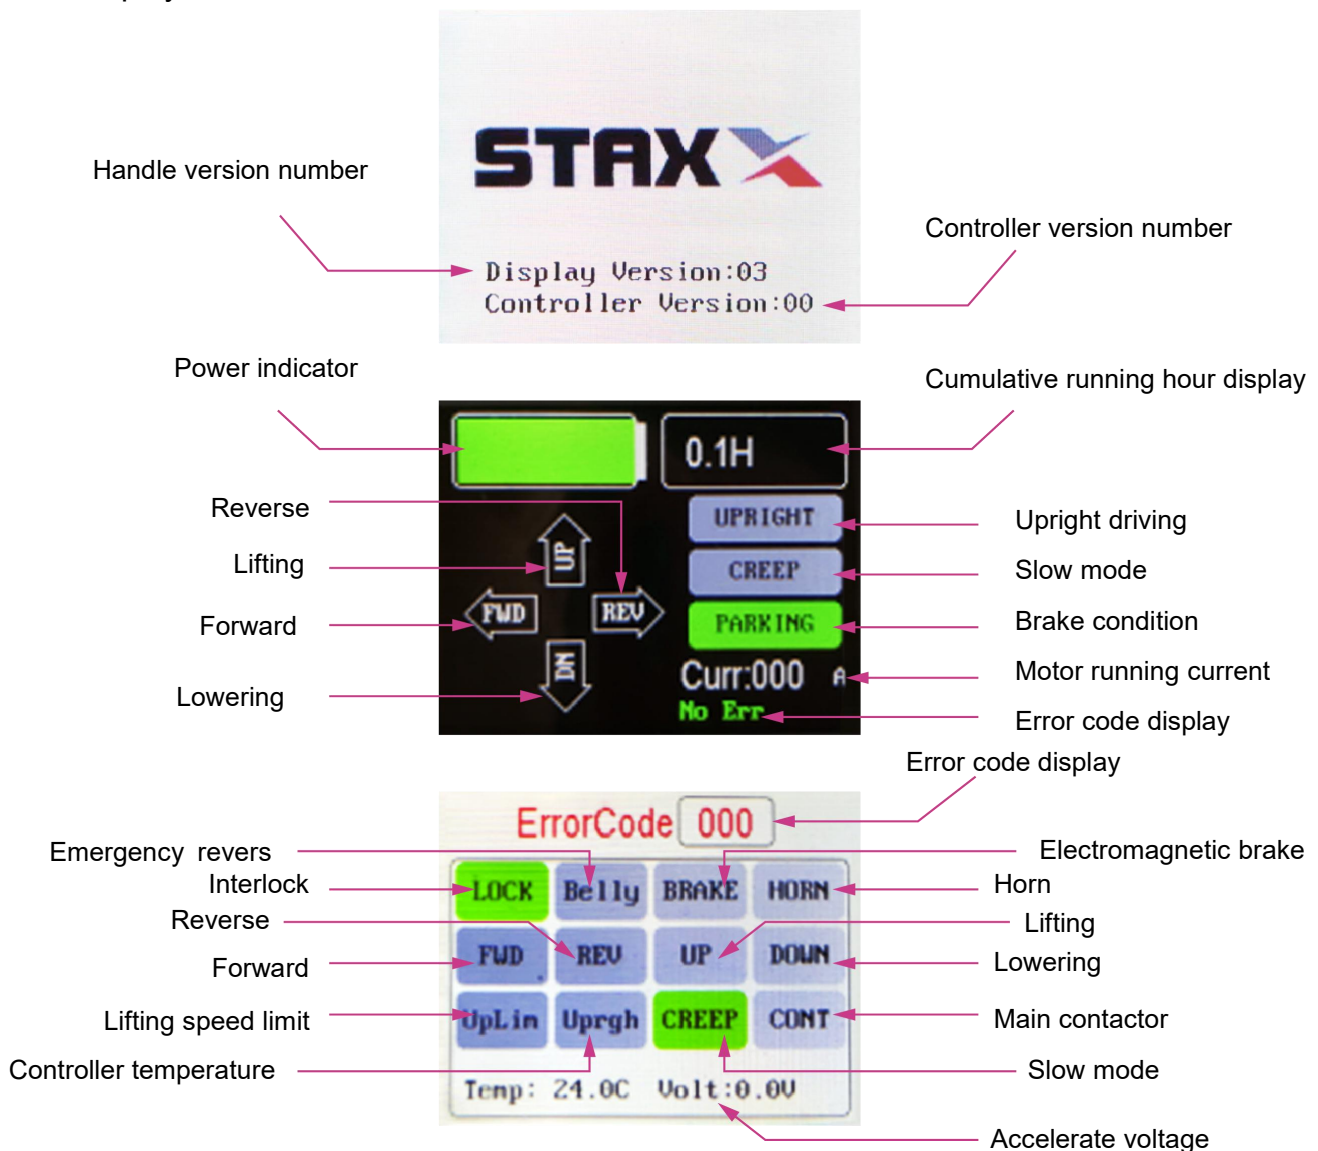 STAXX
Handle version number
Controller version number
Display Version:03
Controller Version:00
Power indicator
Cumulative running hour display
0.1H
Reverse
UPRIGHT
Upright driving
Lifting
UP
CREEP
Slow mode
Forward
FWD
REV
PARKING
Brake condition
Lowering
DN
Curr:000 A
Motor running current
No Err
Error code display
Error code display
ErrorCode 000
Emergency revers
Electromagnetic brake
Interlock
LOCK Belly BRAKE HORN
Horn
Reverse
Lifting
Forward
FWD REV UP DOWN
Lowering
Lifting speed limit
UpLim Uprgh CREEP CONT
Main contactor
Controller temperature
Slow mode
Temp: 24.0C Volt:0.0V
Accelerate voltage